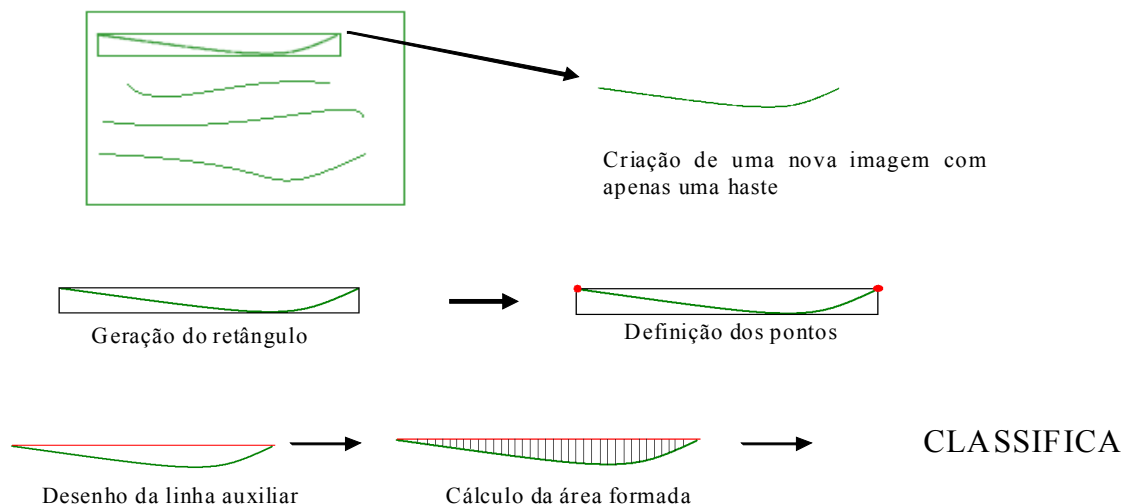 Criação de uma nova imagem com
apenas uma haste
Geração do retângulo
Definição dos pontos
CLASSIFICA
Desenho da linha auxiliar
Cálculo da área formada